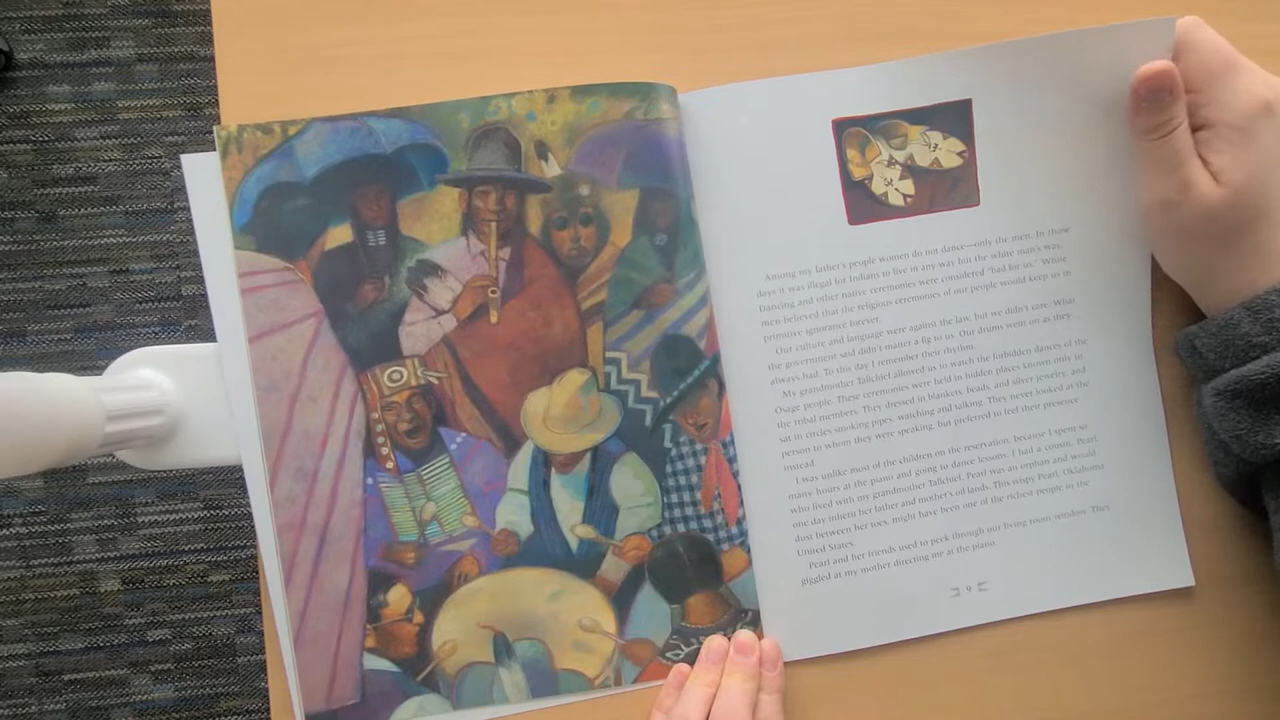 Among my father's people women do not dance—only the men. In those
days it was illegal for Indians to live in any way but the white man's way.
Dancing and other native ceremonies were considered "bad for us." White
men believed that the religious ceremonies of our people would keep us in
primitive ignorance forever.
Our culture and language were against the law, but we didn't care. What
the government said didn't matter a fig to us. Our drums went on as they
always had. To this day I remember their rhythm.
My grandmother Tallchief allowed us to watch the forbidden dances of the
Osage people. These ceremonies were held in hidden places known only to
the tribal members. They dressed in blankets, beads, and silver jewelry, and
sat in circles smoking pipes, watching and talking. They never looked at the
person to whom they were speaking, but preferred to feel their presence
instead.
I was unlike most of the children on the reservation, because I spent so
many hours at the piano and going to dance lessons. I had a cousin, Pearl,
who lived with my grandmother Tallchief. Pearl was an orphan and would
one day inherit her father and mother's oil lands. This wispy Pearl, Oklahoma
dust between her toes, might have been one of the richest people in the
United States.
Pearl and her friends used to peek through our living room window. They
giggled at my mother directing me at the piano.
9